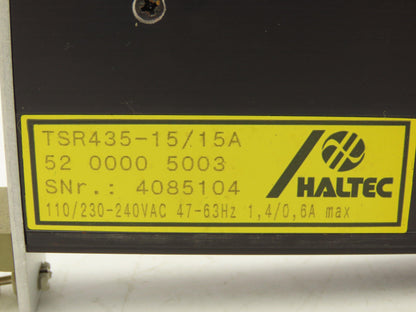 TSR435-15/15A
52 0000 5003
SNr.: 4085104
HALTEC
110/230-240VAC 47-63Hz 1,4/0,6A max